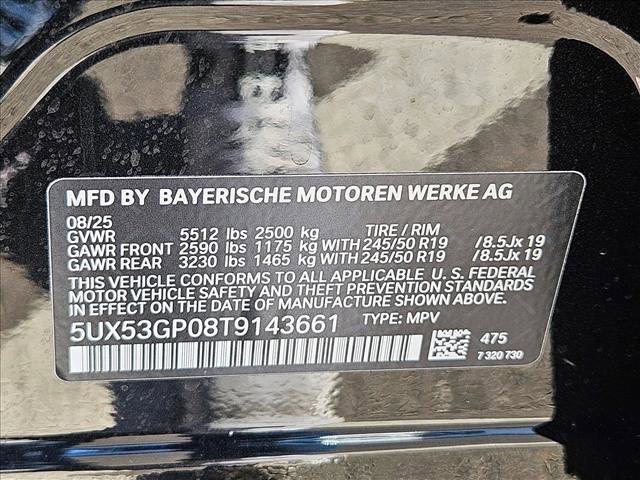 MFD BY BAYERISCHE MOTOREN WERKE AG
08/25
GVWR 5512 lbs 2500 kg TIRE / RIM
GAWR FRONT 2590 lbs 1175 kg WITH 245/50 R19 /8.5Jx 19
GAWR REAR 3230 lbs 1465 kg WITH 245/50 R19 /8.5Jx 19
THIS VEHICLE CONFORMS TO ALL APPLICABLE U. S. FEDERAL
MOTOR VEHICLE SAFETY AND THEFT PREVENTION STANDARDS
IN EFFECT ON THE DATE OF MANUFACTURE SHOWN ABOVE.
5UX53GP08T9143661 TYPE: MPV
475
7 320 730